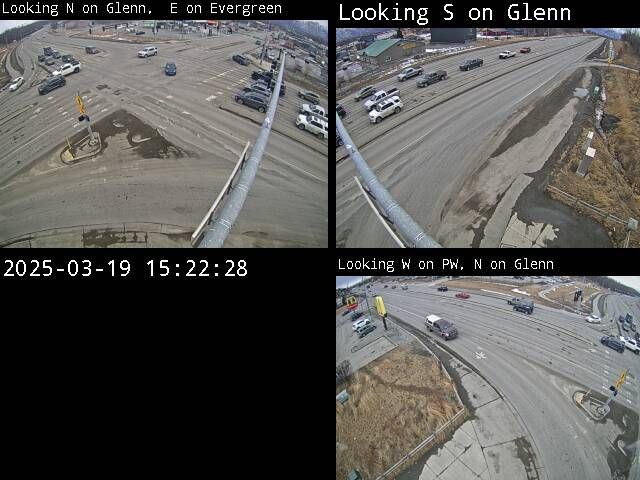 Looking N on Glenn,  E on Evergreen
Looking S on Glenn
2025-03-19 15:22:28
Looking W on PW, N on Glenn